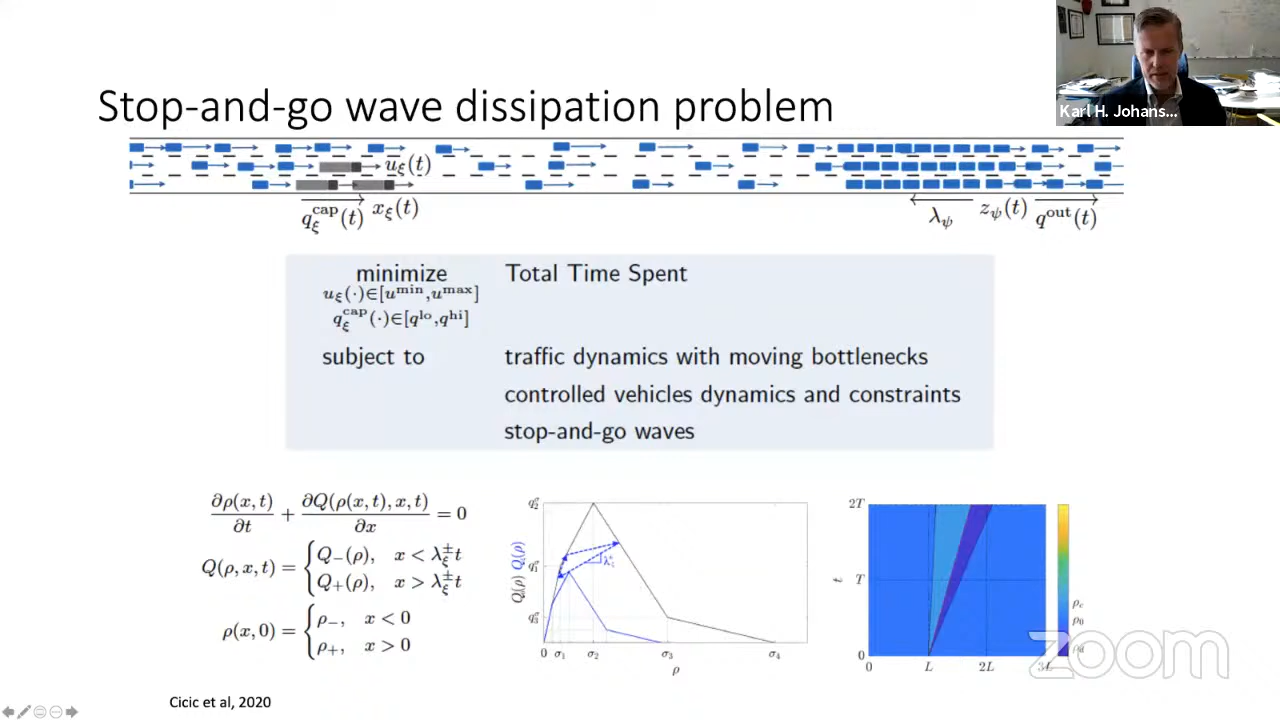 Karl H. Johans...
Stop-and-go wave dissipation problem
u_ξ(t)
q_ξ^cap(t) x_ξ(t)
λ_ψ z_ψ(t) q^out(t)
minimize Total Time Spent
u_ξ(·)∈[u^min,u^max]
q_ξ^cap(·)∈[q^lo,q^hi]
subject to traffic dynamics with moving bottlenecks
controlled vehicles dynamics and constraints
stop-and-go waves
∂ρ(x,t)/∂t + ∂Q(ρ(x,t),x,t)/∂x = 0
Q(ρ,x,t) = { Q_−(ρ), x < λ_ξ^± t
Q_+(ρ), x > λ_ξ^± t
ρ(x,0) = { ρ_−, x < 0
ρ_+, x > 0
0 σ_1 σ_2 σ_3 σ_4
ρ
2T
t T
0
0 L 2L 3L
ρ_c
ρ_0
zoom
Cicic et al, 2020